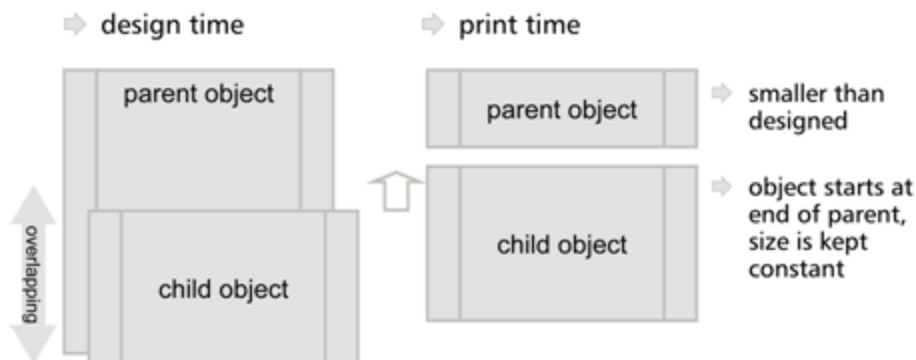 design time
print time
parent object
child object
overlapping
parent object
child object
smaller than
designed
object starts at
end of parent,
size is kept
constant